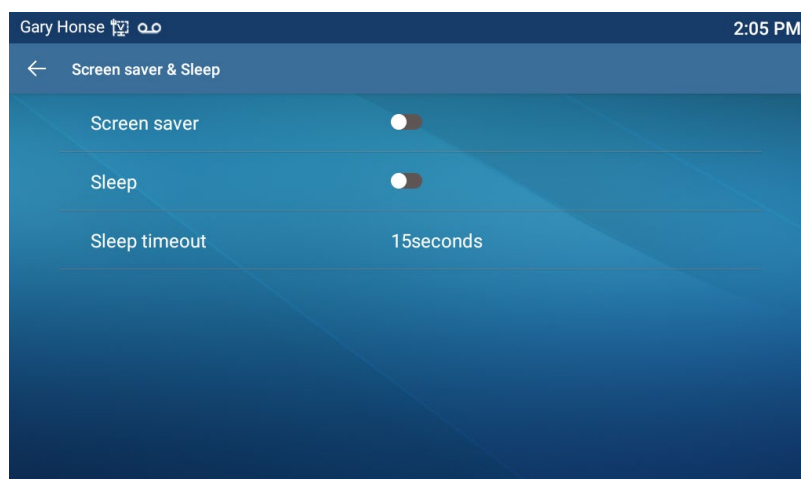 Gary Honse
2:05 PM
Screen saver & Sleep
Screen saver
Sleep
Sleep timeout 15seconds